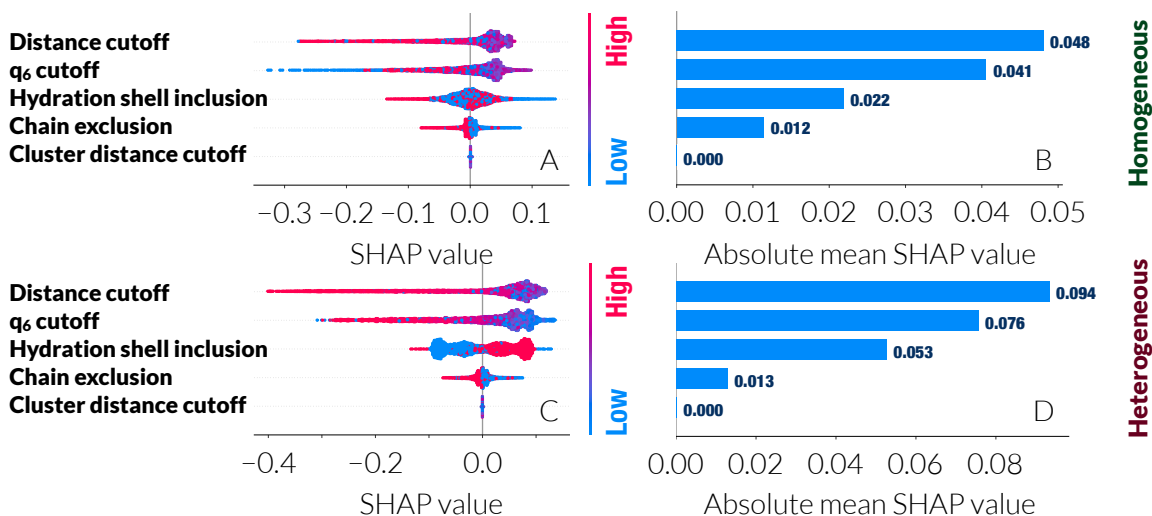 Distance cutoff
q₆ cutoff
Hydration shell inclusion
Chain exclusion
Cluster distance cutoff
A
−0.3 −0.2 −0.1 0.0 0.1
SHAP value
High
Low
0.048
0.041
0.022
0.012
0.000
B
0.00 0.01 0.02 0.03 0.04 0.05
Absolute mean SHAP value
Homogeneous
Distance cutoff
q₆ cutoff
Hydration shell inclusion
Chain exclusion
Cluster distance cutoff
C
−0.4 −0.2 0.0
SHAP value
High
Low
0.094
0.076
0.053
0.013
0.000
D
0.00 0.02 0.04 0.06 0.08
Absolute mean SHAP value
Heterogeneous